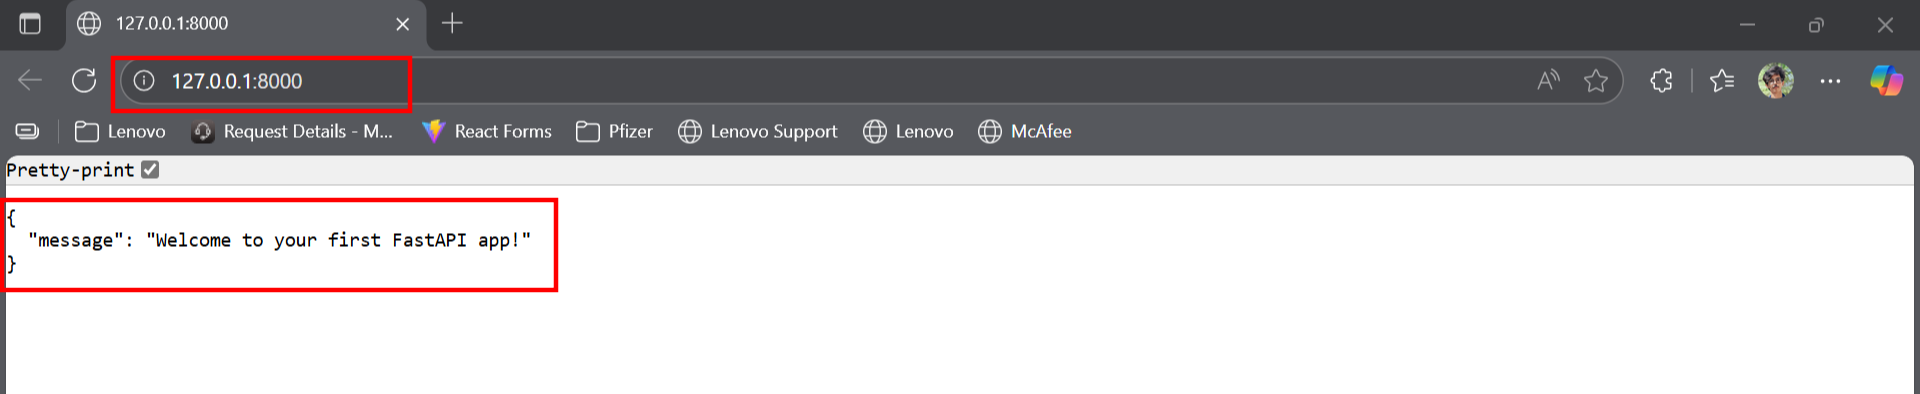 127.0.0.1:8000
127.0.0.1:8000
Lenovo Request Details - M... React Forms Pfizer Lenovo Support Lenovo McAfee
Pretty-print
{
"message": "Welcome to your first FastAPI app!"
}